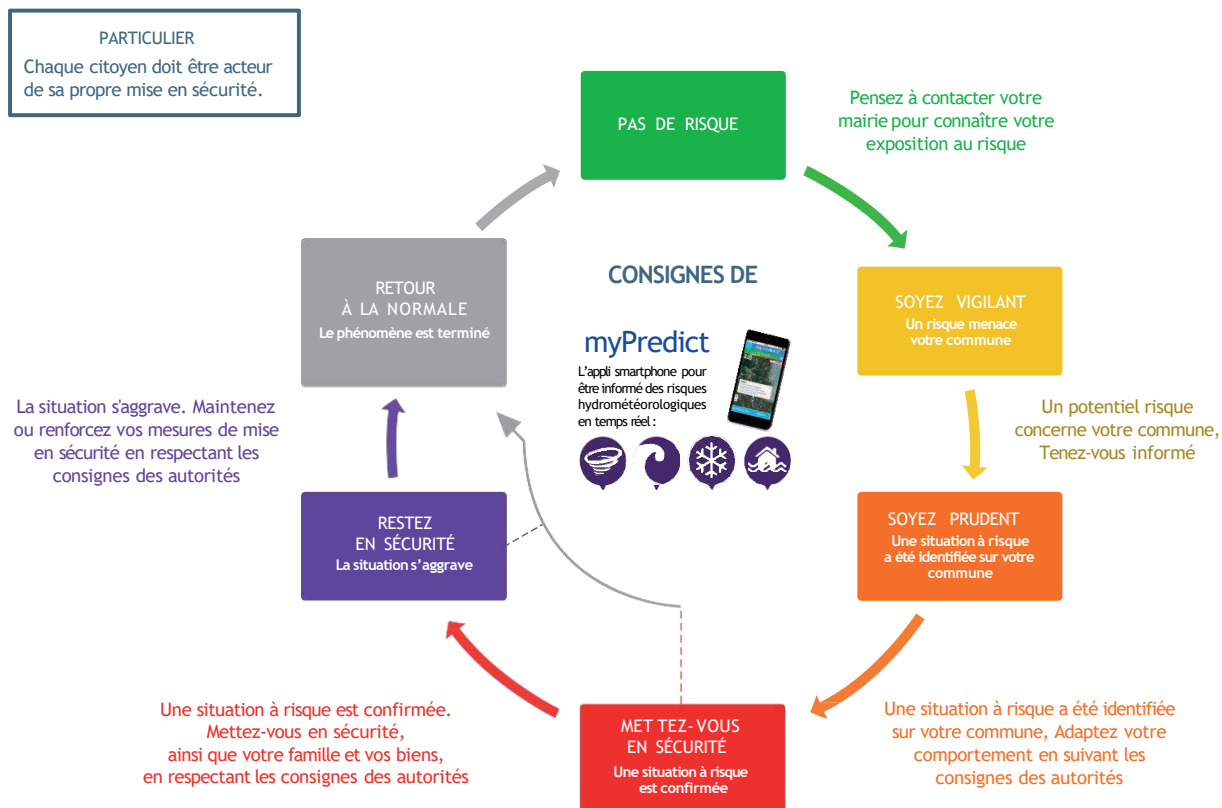 PARTICULIER
Chaque citoyen doit être acteur
de sa propre mise en sécurité.
PAS DE RISQUE
Pensez à contacter votre
mairie pour connaître votre
exposition au risque
SOYEZ VIGILANT
Un risque menace
votre commune
Un potentiel risque
concerne votre commune,
Tenez-vous informé
SOYEZ PRUDENT
Une situation à risque
a été identifiée sur votre
commune
Une situation à risque a été identifiée
sur votre commune, Adaptez votre
comportement en suivant les
consignes des autorités
MET TEZ- VOUS
EN SÉCURITÉ
Une situation à risque
est confirmée
Une situation à risque est confirmée.
Mettez-vous en sécurité,
ainsi que votre famille et vos biens,
en respectant les consignes des autorités
RESTEZ
EN SÉCURITÉ
La situation s’aggrave
La situation s'aggrave. Maintenez
ou renforcez vos mesures de mise
en sécurité en respectant les
consignes des autorités
RETOUR
À LA NORMALE
Le phénomène est terminé
CONSIGNES DE
myPredict
L’appli smartphone pour
être informé des risques
hydrométéorologiques
en temps réel :